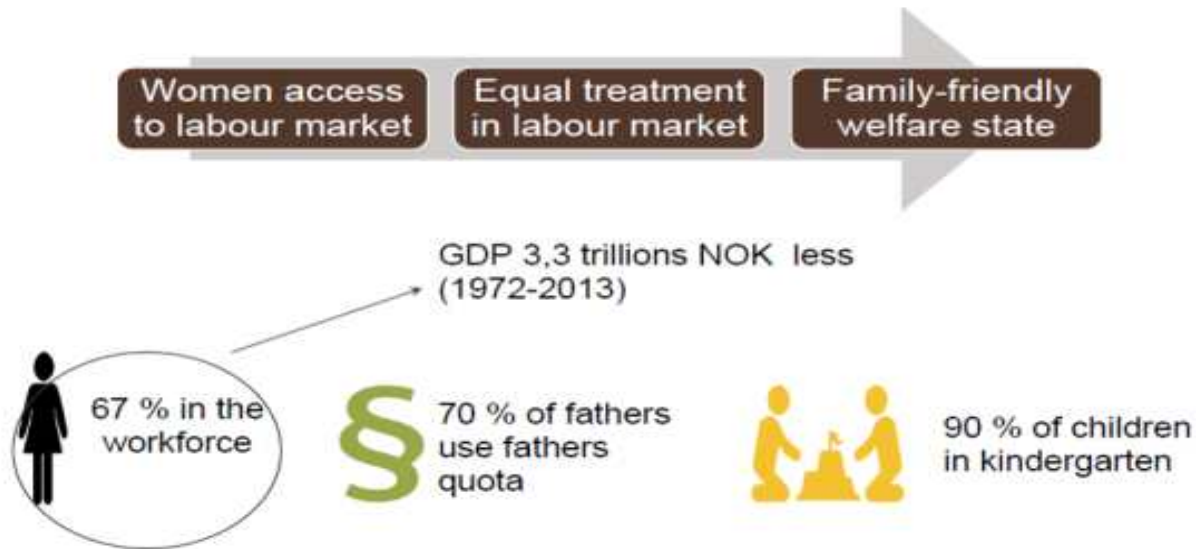 Women access
to labour market
Equal treatment
in labour market
Family-friendly
welfare state
GDP 3,3 trillions NOK less
(1972-2013)
67 % in the
workforce
§
70 % of fathers
use fathers
quota
90 % of children
in kindergarten